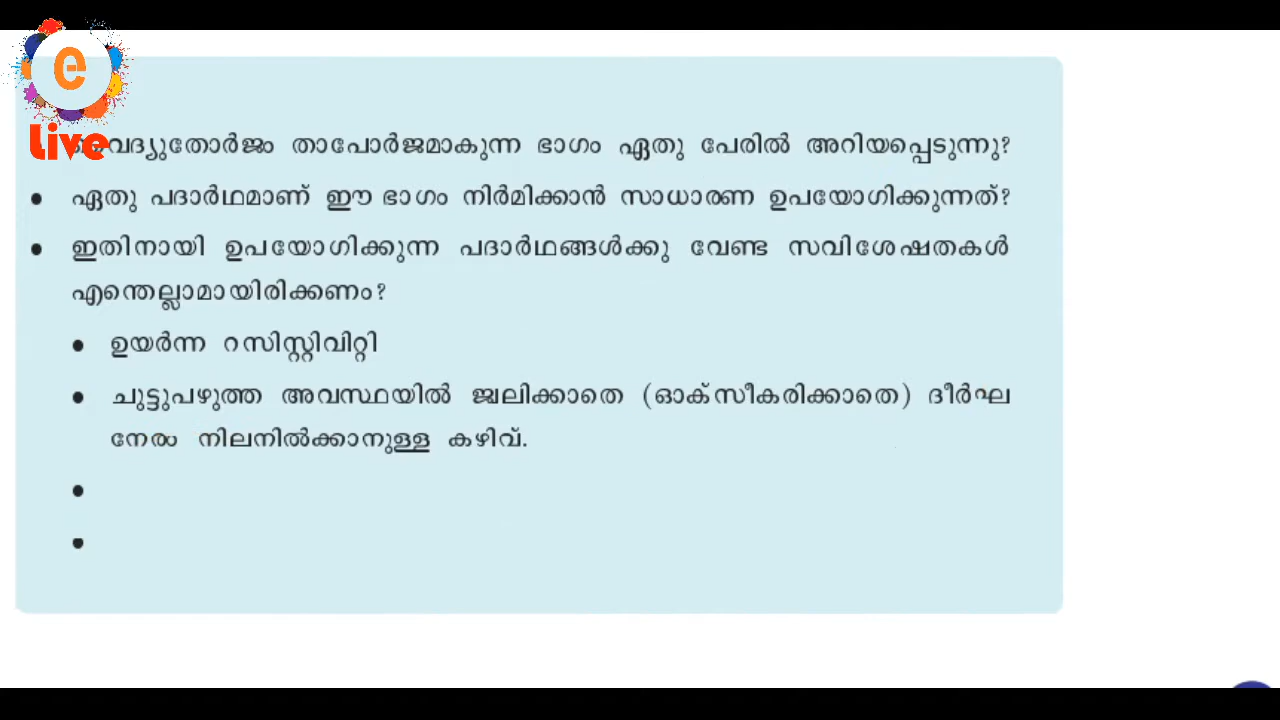 e
Live
വൈദ്യുതോർജം താപോർജമാകുന്ന ഭാഗം ഏതു പേരിൽ അറിയപ്പെടുന്നു?
• ഏതു പദാർഥമാണ് ഈ ഭാഗം നിർമിക്കാൻ സാധാരണ ഉപയോഗിക്കുന്നത്?
• ഇതിനായി ഉപയോഗിക്കുന്ന പദാർഥങ്ങൾക്കു വേണ്ട സവിശേഷതകൾ
എന്തെല്ലാമായിരിക്കണം?
• ഉയർന്ന റസിസ്റ്റിവിറ്റി
• ചുട്ടുപഴുത്ത അവസ്ഥയിൽ ജ്വലിക്കാതെ (ഓക്സീകരിക്കാതെ) ദീർഘ
നേരം നിലനിൽക്കാനുള്ള കഴിവ്.
•
•